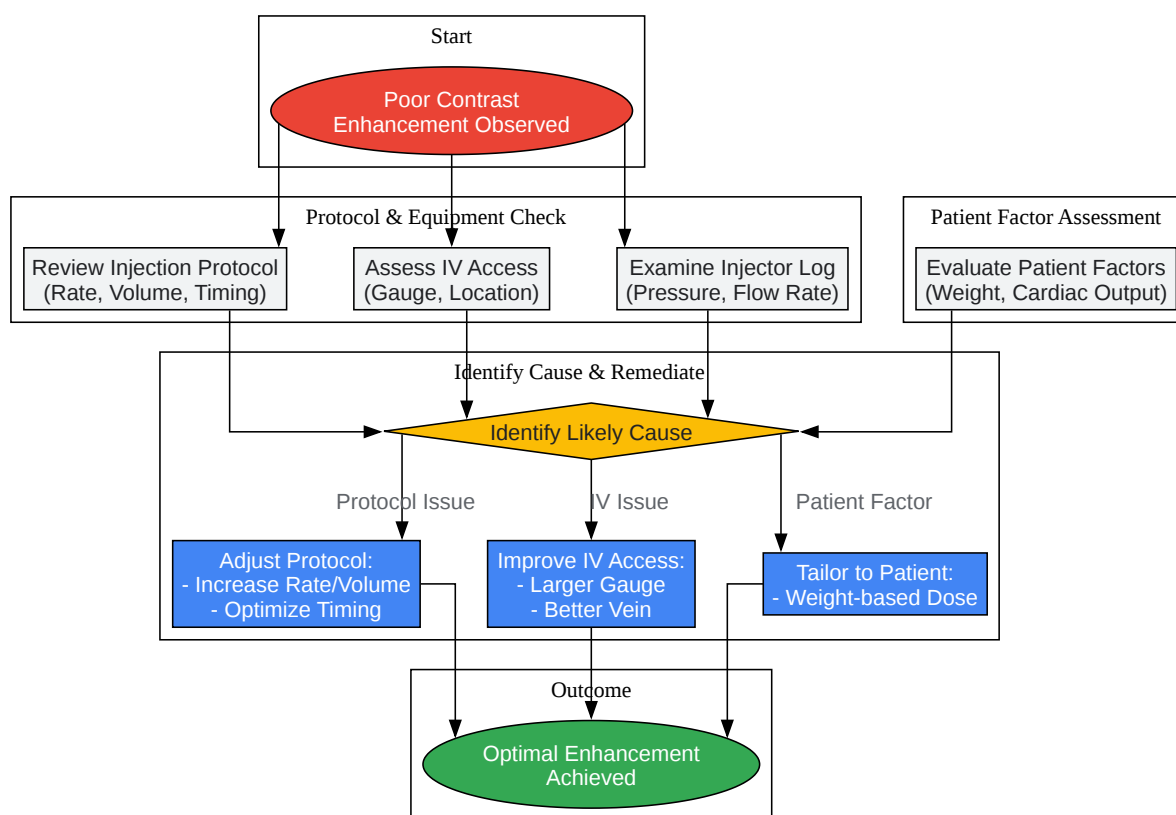 Start
Poor Contrast
Enhancement Observed
Protocol & Equipment Check
Review Injection Protocol
(Rate, Volume, Timing)
Assess IV Access
(Gauge, Location)
Examine Injector Log
(Pressure, Flow Rate)
Patient Factor Assessment
Evaluate Patient Factors
(Weight, Cardiac Output)
Identify Cause & Remediate
Identify Likely Cause
Protocol Issue
IV Issue
Patient Factor
Adjust Protocol:
- Increase Rate/Volume
- Optimize Timing
Improve IV Access:
- Larger Gauge
- Better Vein
Tailor to Patient:
- Weight-based Dose
Outcome
Optimal Enhancement
Achieved